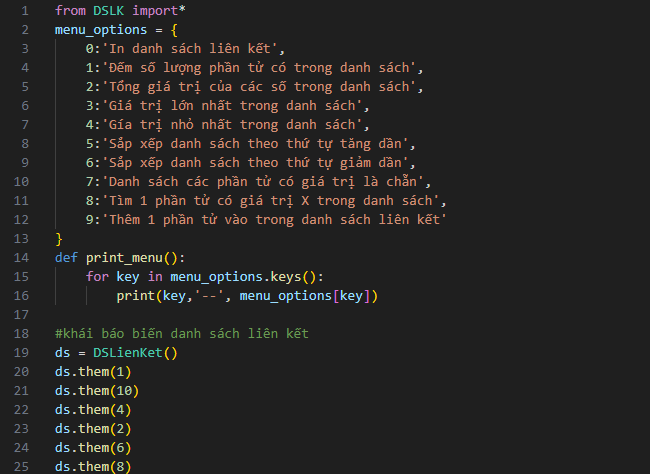 1 from DSLK import*
2 menu_options = {
3 0:'In danh sách liên kết',
4 1:'Đếm số lượng phần tử có trong danh sách',
5 2:'Tổng giá trị của các số trong danh sách',
6 3:'Giá trị lớn nhất trong danh sách',
7 4:'Gía trị nhỏ nhất trong danh sách',
8 5:'Sắp xếp danh sách theo thứ tự tăng dần',
9 6:'Sắp xếp danh sách theo thứ tự giảm dần',
10 7:'Danh sách các phần tử có giá trị là chẵn',
11 8:'Tìm 1 phần tử có giá trị X trong danh sách',
12 9:'Thêm 1 phần tử vào trong danh sách liên kết'
13 }
14 def print_menu():
15 for key in menu_options.keys():
16 print(key,'--', menu_options[key])
17
18 #khái báo biến danh sách liên kết
19 ds = DSLienKet()
20 ds.them(1)
21 ds.them(10)
22 ds.them(4)
23 ds.them(2)
24 ds.them(6)
25 ds.them(8)